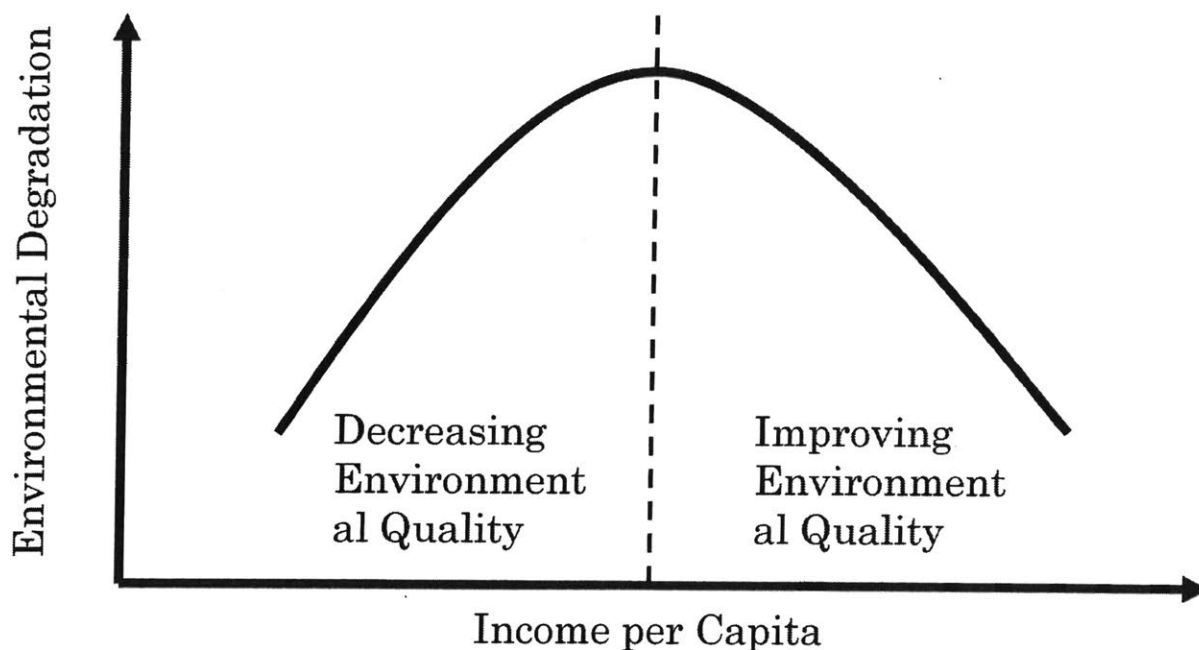 Environmental Degradation
Decreasing
Environment
al Quality
Improving
Environment
al Quality
Income per Capita